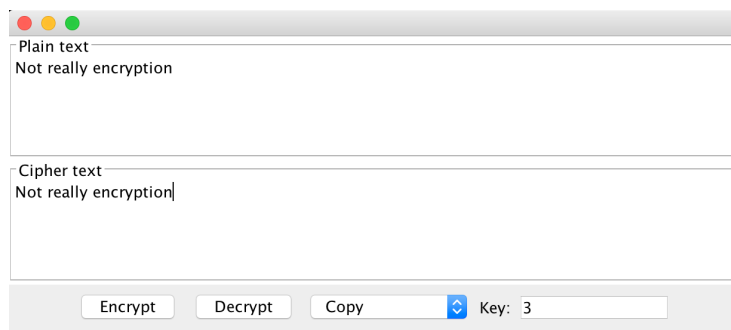 Plain text
Not really encryption
Cipher text
Not really encryption
Encrypt Decrypt Copy Key: 3